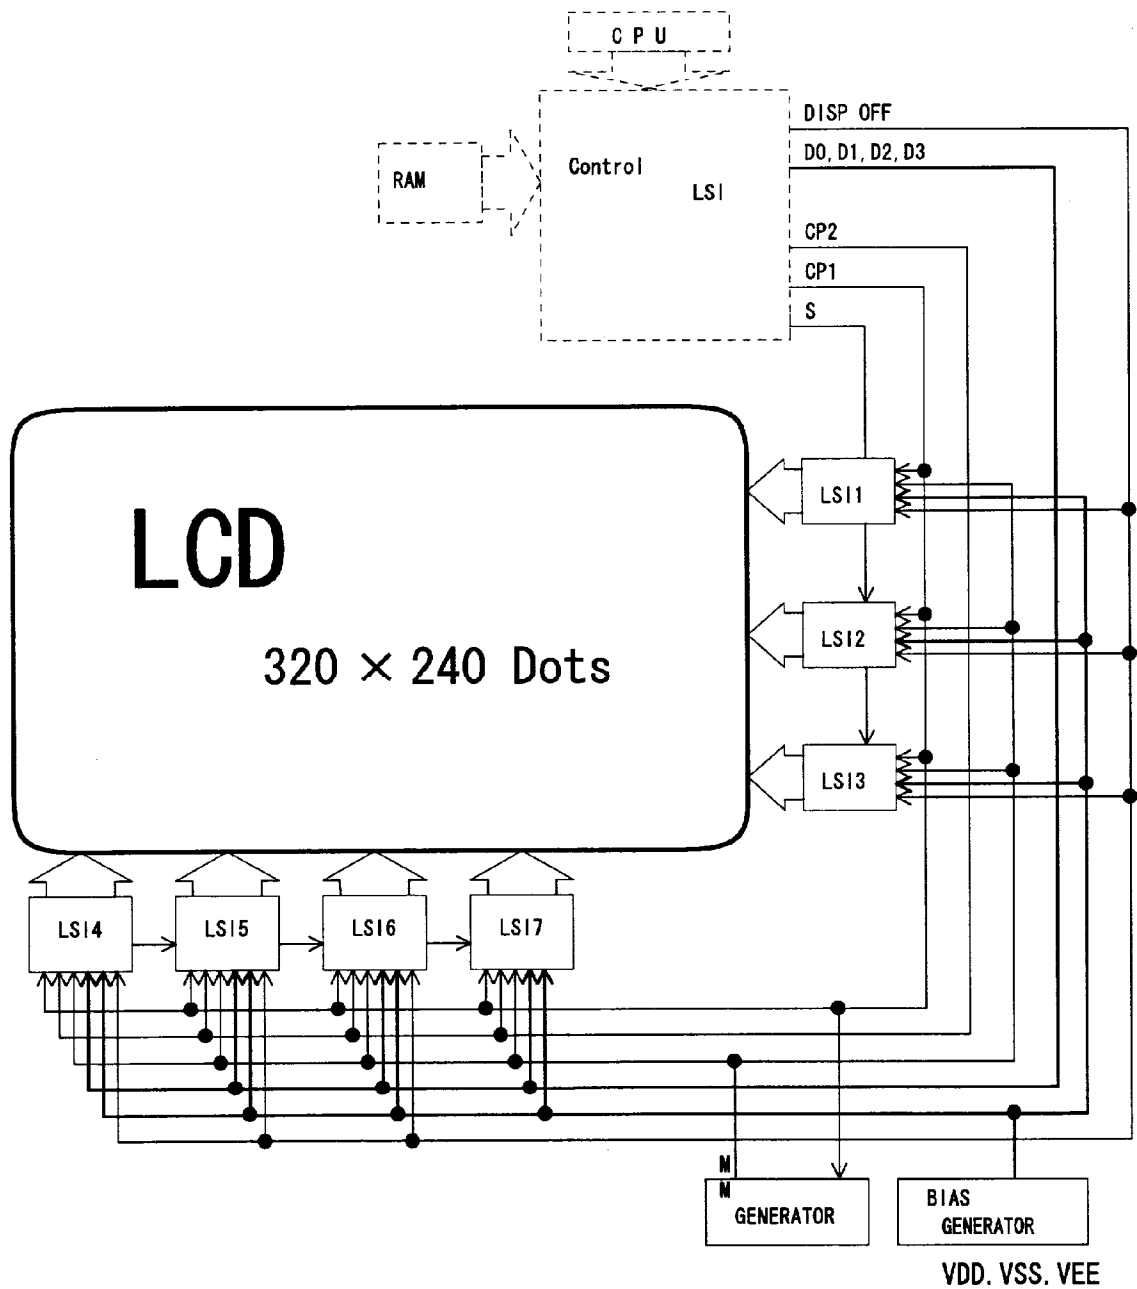 CPU
DISP OFF
D0, D1, D2, D3
Control
LSI
RAM
CP2
CP1
S
LCD
320 × 240 Dots
LSI1
LSI2
LSI3
LSI4
LSI5
LSI6
LSI7
M
M
GENERATOR
BIAS
GENERATOR
VDD. VSS. VEE